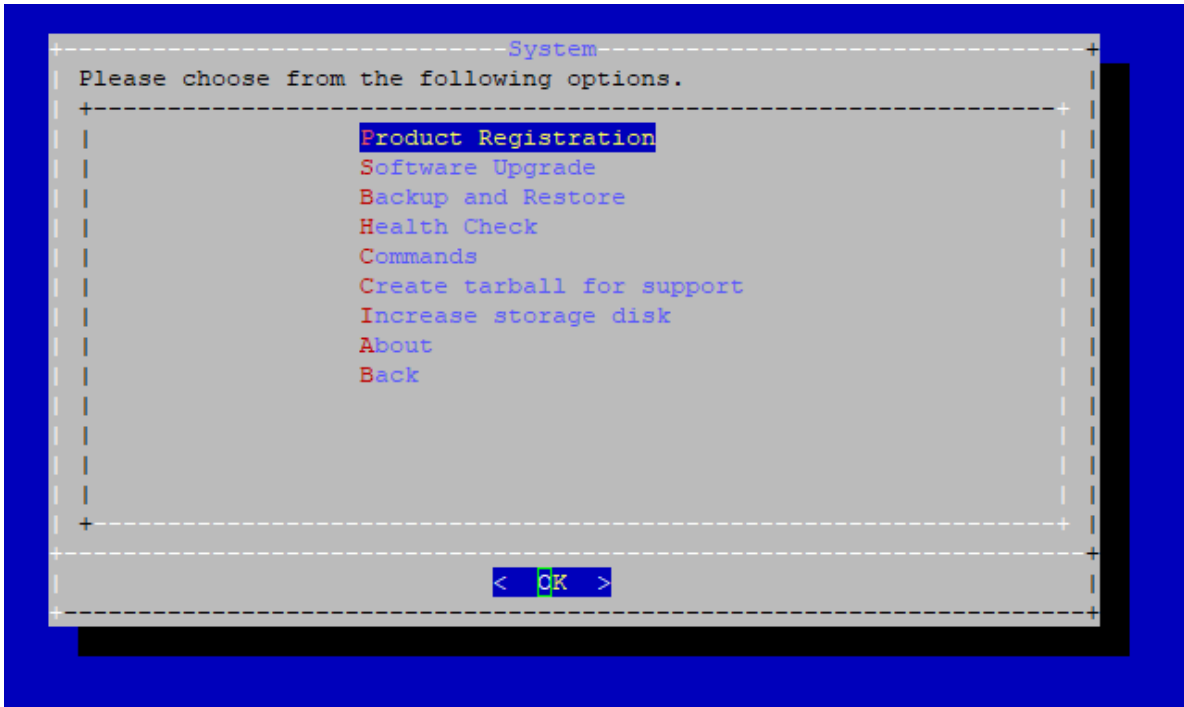 System
Please choose from the following options.
Product Registration
Software Upgrade
Backup and Restore
Health Check
Commands
Create tarball for support
Increase storage disk
About
Back
< OK >